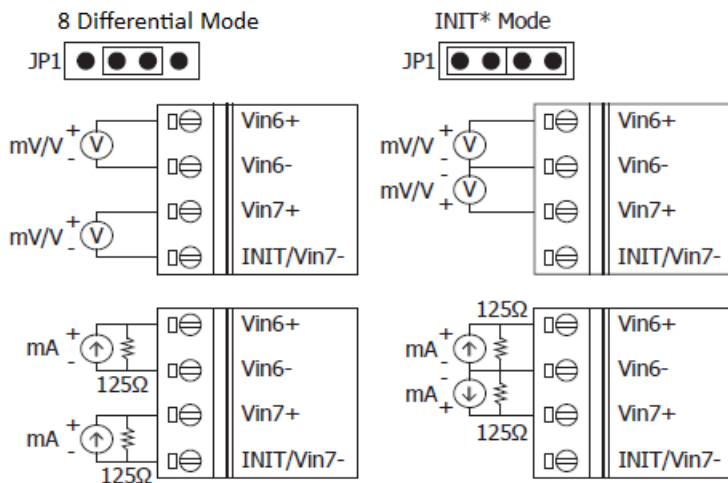 8 Differential Mode
JP1
mV/V
+
V
-
mV/V
+
V
-
Vin6+
Vin6-
Vin7+
INIT/Vin7-
mA
+
-
125Ω
mA
+
-
125Ω
Vin6+
Vin6-
Vin7+
INIT/Vin7-
INIT* Mode
JP1
mV/V
+
V
-
mV/V
-
V
+
Vin6+
Vin6-
Vin7+
INIT/Vin7-
125Ω
mA
+
-
mA
-
+
125Ω
Vin6+
Vin6-
Vin7+
INIT/Vin7-